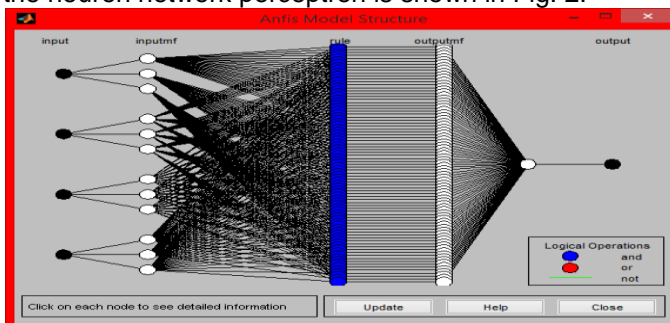 the neuron network perceptron is shown in Fig. 2.
Anfis Model Structure
input inputmf rule outputmf output
Logical Operations
and
or
not
Click on each node to see detailed information Update Help Close